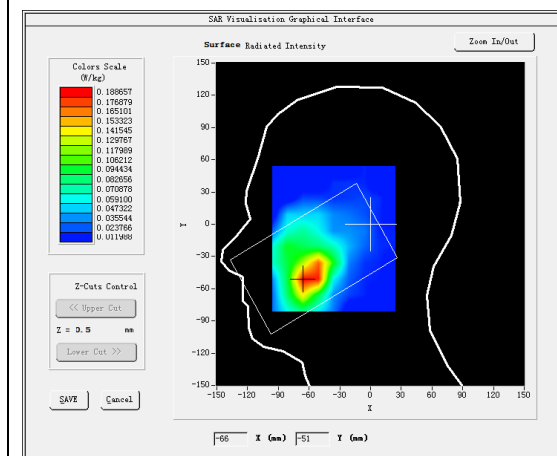 SAR Visualisation Graphical Interface
Surface Radiated Intensity
Zoom In/Out
Colors Scale
(W/kg)
0.188657
0.176879
0.165101
0.153323
0.141545
0.129767
0.117989
0.106212
0.094434
0.082656
0.070878
0.059100
0.047322
0.035544
0.023766
0.011988
Z-Cuts Control
<< Upper Cut
Z = 0.5 mm
Lower Cut >>
SAVE Cancel
150
120
90
60
30
0
-30
-60
-90
-120
-150
Y
-150 -120 -90 -60 -30 0 30 60 90 120 150
X
-66 X (mm) -51 Y (mm)